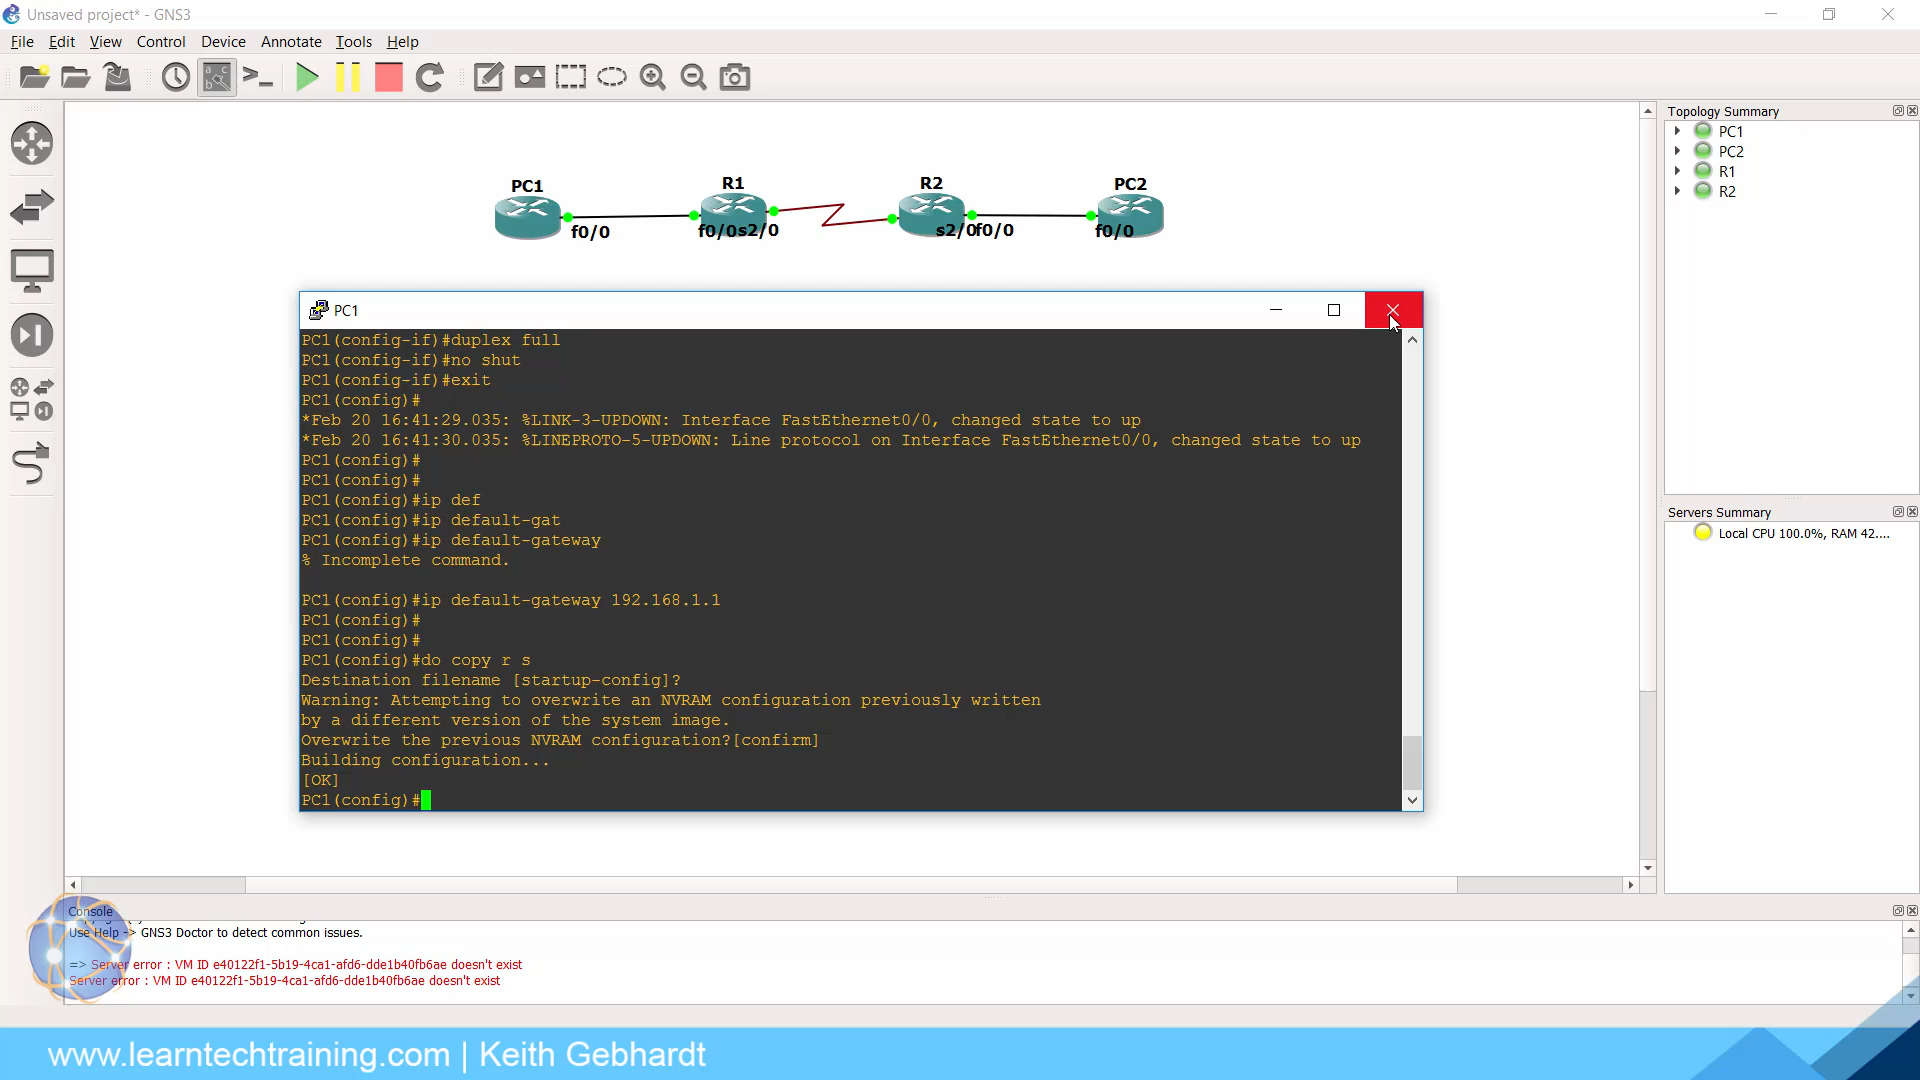 Unsaved project* - GNS3
File Edit View Control Device Annotate Tools Help
Topology Summary
PC1
PC2
R1
R2
PC1 R1 R2 PC2
f0/0 f0/0 s2/0 s2/0 f0/0 f0/0
PC1
PC1(config-if)#duplex full
PC1(config-if)#no shut
PC1(config-if)#exit
PC1(config)#
*Feb 20 16:41:29.035: %LINK-3-UPDOWN: Interface FastEthernet0/0, changed state to up
*Feb 20 16:41:30.035: %LINEPROTO-5-UPDOWN: Line protocol on Interface FastEthernet0/0, changed state to up
PC1(config)#
PC1(config)#
PC1(config)#ip def
PC1(config)#ip default-gat
PC1(config)#ip default-gateway
% Incomplete command.
PC1(config)#ip default-gateway 192.168.1.1
PC1(config)#
PC1(config)#
PC1(config)#do copy r s
Destination filename [startup-config]?
Warning: Attempting to overwrite an NVRAM configuration previously written
by a different version of the system image.
Overwrite the previous NVRAM configuration?[confirm]
Building configuration...
[OK]
PC1(config)#
Servers Summary
Local CPU 100.0%, RAM 42....
Console
Use Help -> GNS3 Doctor to detect common issues.
=> Server error : VM ID e40122f1-5b19-4ca1-afd6-dde1b40fb6ae doesn't exist
Server error : VM ID e40122f1-5b19-4ca1-afd6-dde1b40fb6ae doesn't exist
www.learntechtraining.com | Keith Gebhardt